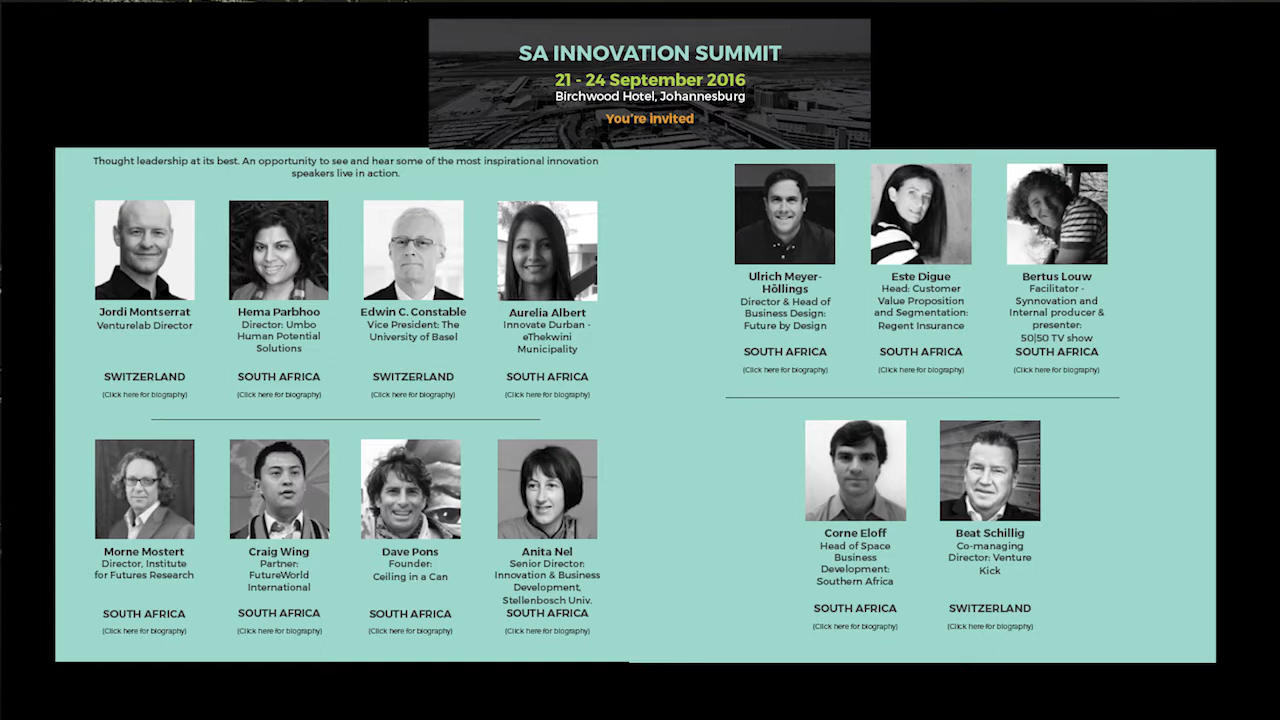 SA INNOVATION SUMMIT
21 - 24 September 2016
Birchwood Hotel, Johannesburg
You're invited
Thought leadership at its best. An opportunity to see and hear some of the most inspirational innovation
speakers live in action.
Jordi Montserrat
Venturelab Director
SWITZERLAND
(Click here for biography)
Hema Parbhoo
Director: Umbo
Human Potential
Solutions
SOUTH AFRICA
(Click here for biography)
Edwin C. Constable
Vice President: The
University of Basel
SWITZERLAND
(Click here for biography)
Aurelia Albert
Innovate Durban -
eThekwini
Municipality
SOUTH AFRICA
(Click here for biography)
Morne Mostert
Director, Institute
for Futures Research
SOUTH AFRICA
(Click here for biography)
Craig Wing
Partner:
FutureWorld
International
SOUTH AFRICA
(Click here for biography)
Dave Pons
Founder:
Ceiling in a Can
SOUTH AFRICA
(Click here for biography)
Anita Nel
Senior Director:
Innovation & Business
Development,
Stellenbosch Univ.
SOUTH AFRICA
(Click here for biography)
Ulrich Meyer-
Höllings
Director & Head of
Business Design:
Future by Design
SOUTH AFRICA
(Click here for biography)
Este Digue
Head: Customer
Value Proposition
and Segmentation:
Regent Insurance
SOUTH AFRICA
(Click here for biography)
Bertus Louw
Facilitator -
Synnovation and
Internal producer &
presenter:
50|50 TV show
SOUTH AFRICA
(Click here for biography)
Corne Eloff
Head of Space
Business
Development:
Southern Africa
SOUTH AFRICA
(Click here for biography)
Beat Schillig
Co-managing
Director: Venture
Kick
SWITZERLAND
(Click here for biography)